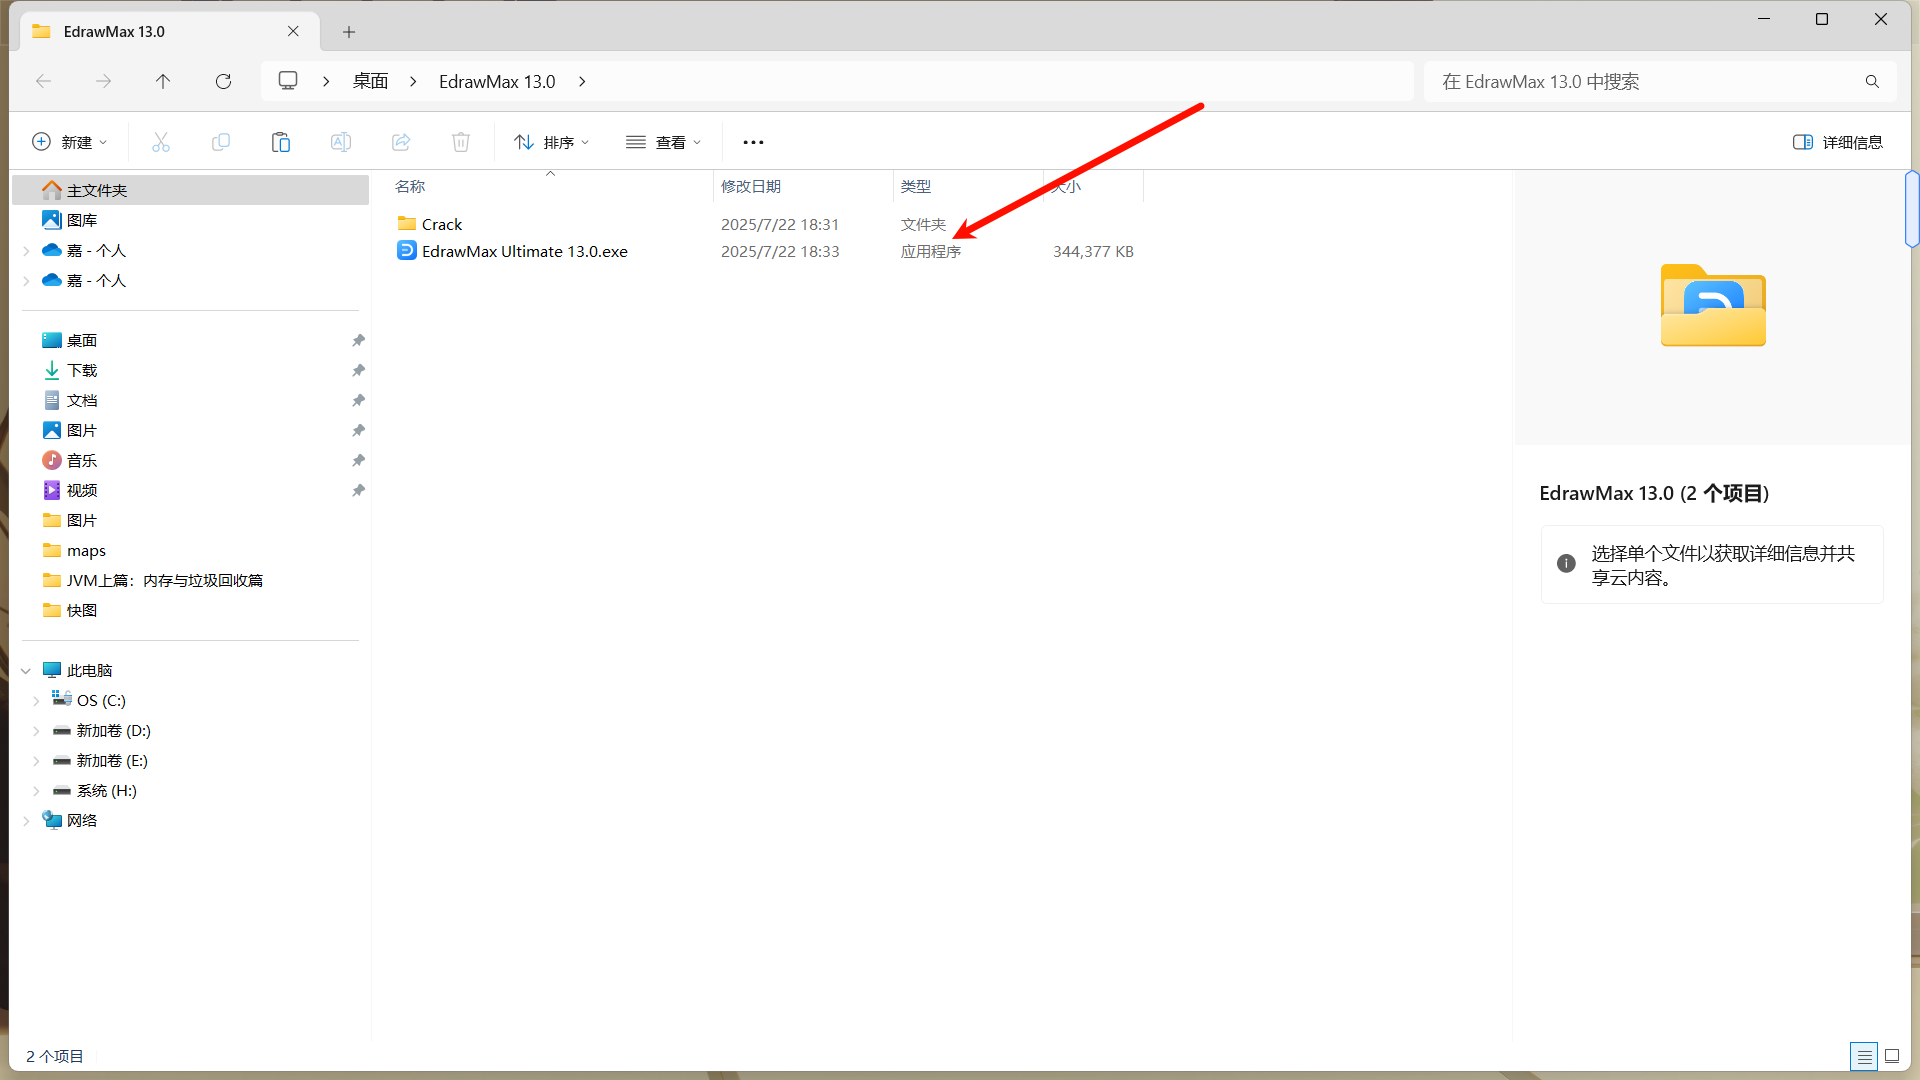 EdrawMax 13.0
桌面
EdrawMax 13.0
在 EdrawMax 13.0 中搜索
新建
排序
查看
详细信息
主文件夹
图库
嘉 - 个人
嘉 - 个人
桌面
下载
文档
图片
音乐
视频
图片
maps
JVM上篇：内存与垃圾回收篇
快图
此电脑
OS (C:)
新加卷 (D:)
新加卷 (E:)
系统 (H:)
网络
名称 修改日期 类型 大小
Crack 2025/7/22 18:31 文件夹
EdrawMax Ultimate 13.0.exe 2025/7/22 18:33 应用程序 344,377 KB
EdrawMax 13.0 (2 个项目)
选择单个文件以获取详细信息并共
享云内容。
2 个项目